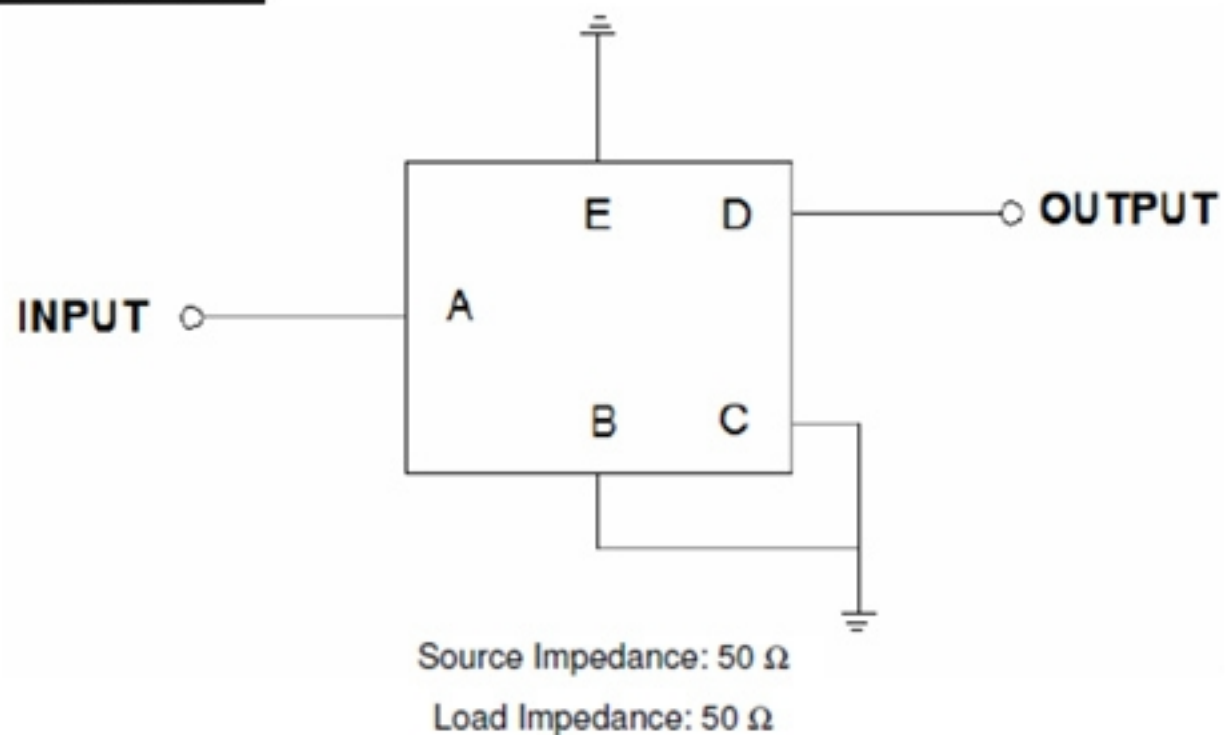 E D OUTPUT
INPUT A
B C
Source Impedance: 50 Ω
Load Impedance: 50 Ω